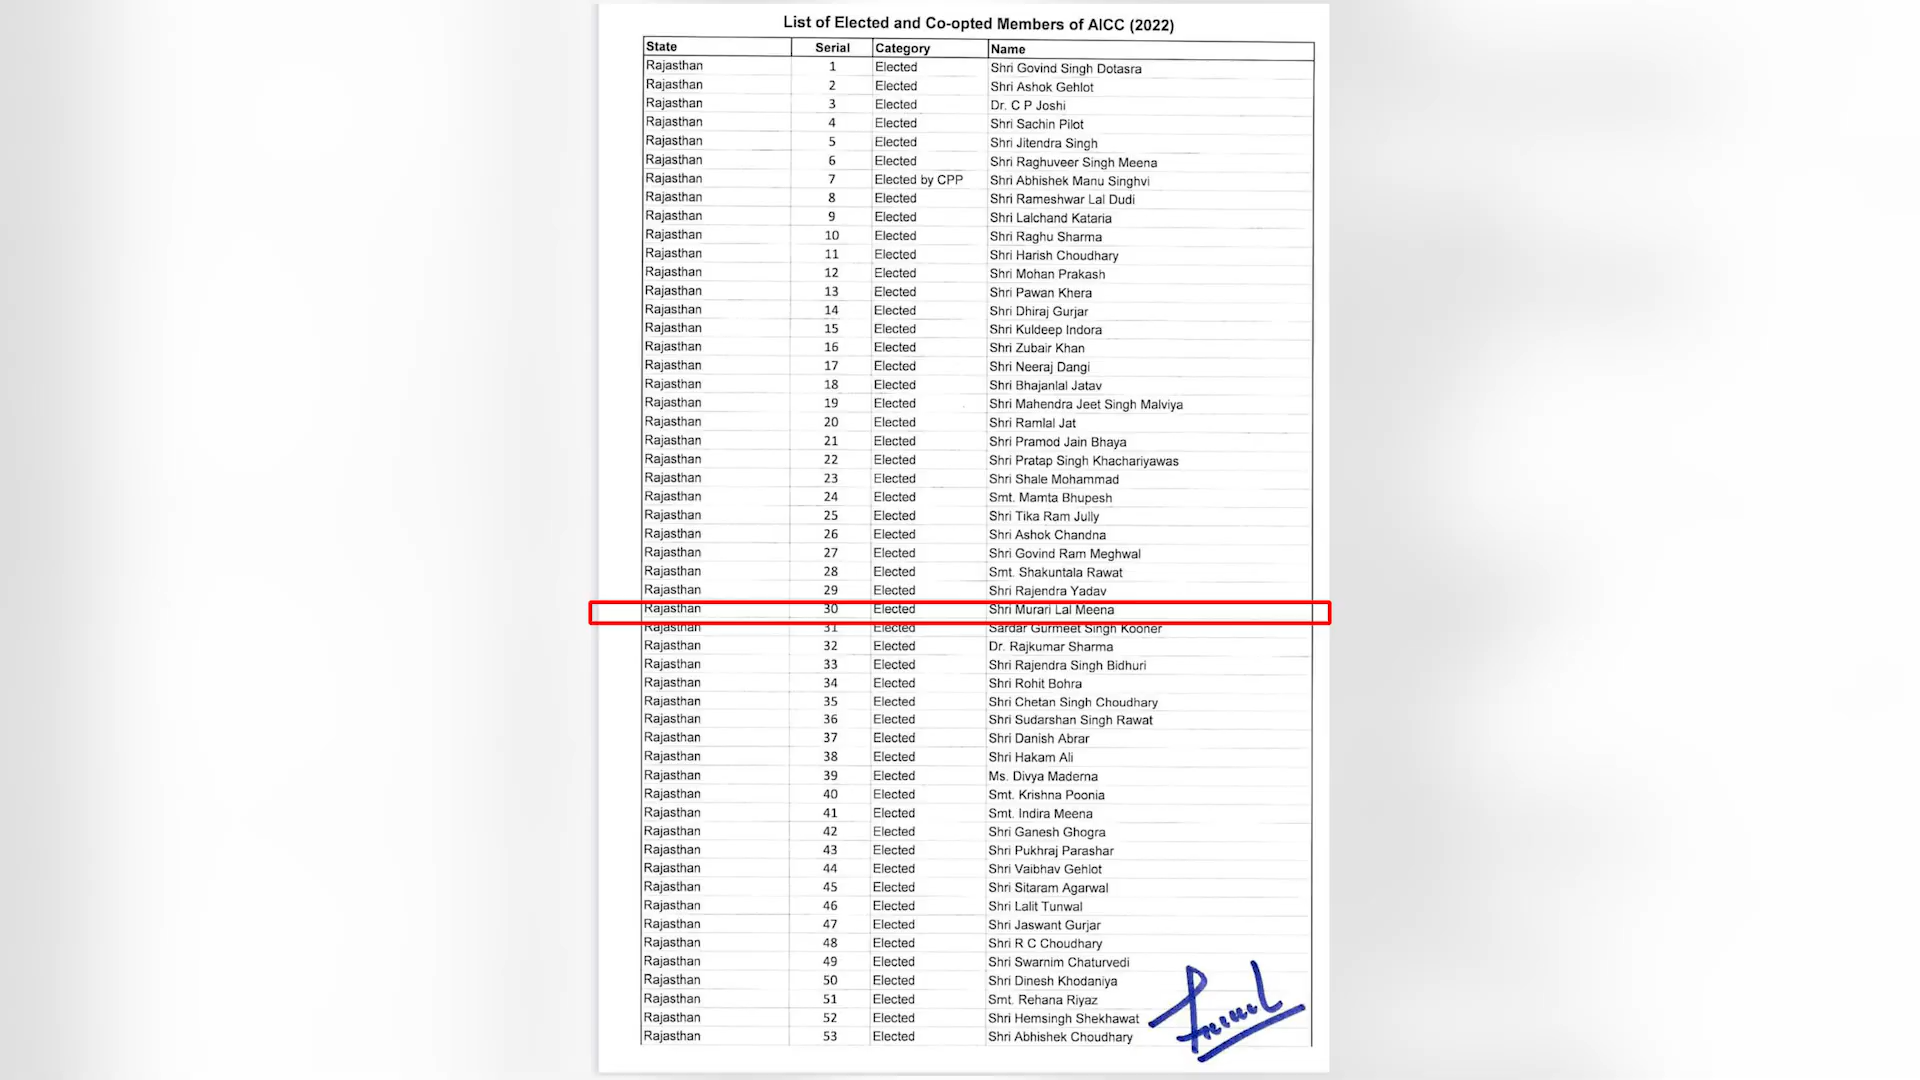 List of Elected and Co-opted Members of AICC (2022)
State Serial Category Name
Rajasthan 1 Elected Shri Govind Singh Dotasra
Rajasthan 2 Elected Shri Ashok Gehlot
Rajasthan 3 Elected Dr. C P Joshi
Rajasthan 4 Elected Shri Sachin Pilot
Rajasthan 5 Elected Shri Jitendra Singh
Rajasthan 6 Elected Shri Raghuveer Singh Meena
Rajasthan 7 Elected by CPP Shri Abhishek Manu Singhvi
Rajasthan 8 Elected Shri Rameshwar Lal Dudi
Rajasthan 9 Elected Shri Lalchand Kataria
Rajasthan 10 Elected Shri Raghu Sharma
Rajasthan 11 Elected Shri Harish Choudhary
Rajasthan 12 Elected Shri Mohan Prakash
Rajasthan 13 Elected Shri Pawan Khera
Rajasthan 14 Elected Shri Dhiraj Gurjar
Rajasthan 15 Elected Shri Kuldeep Indora
Rajasthan 16 Elected Shri Zubair Khan
Rajasthan 17 Elected Shri Neeraj Dangi
Rajasthan 18 Elected Shri Bhajanlal Jatav
Rajasthan 19 Elected Shri Mahendra Jeet Singh Malviya
Rajasthan 20 Elected Shri Ramlal Jat
Rajasthan 21 Elected Shri Pramod Jain Bhaya
Rajasthan 22 Elected Shri Pratap Singh Khachariyawas
Rajasthan 23 Elected Shri Shale Mohammad
Rajasthan 24 Elected Smt. Mamta Bhupesh
Rajasthan 25 Elected Shri Tika Ram Jully
Rajasthan 26 Elected Shri Ashok Chandna
Rajasthan 27 Elected Shri Govind Ram Meghwal
Rajasthan 28 Elected Smt. Shakuntala Rawat
Rajasthan 29 Elected Shri Rajendra Yadav
Rajasthan 30 Elected Shri Murari Lal Meena
Rajasthan 31 Elected Sardar Gurmeet Singh Kooner
Rajasthan 32 Elected Dr. Rajkumar Sharma
Rajasthan 33 Elected Shri Rajendra Singh Bidhuri
Rajasthan 34 Elected Shri Rohit Bohra
Rajasthan 35 Elected Shri Chetan Singh Choudhary
Rajasthan 36 Elected Shri Sudarshan Singh Rawat
Rajasthan 37 Elected Shri Danish Abrar
Rajasthan 38 Elected Shri Hakam Ali
Rajasthan 39 Elected Ms. Divya Maderna
Rajasthan 40 Elected Smt. Krishna Poonia
Rajasthan 41 Elected Smt. Indira Meena
Rajasthan 42 Elected Shri Ganesh Ghogra
Rajasthan 43 Elected Shri Pukhraj Parashar
Rajasthan 44 Elected Shri Vaibhav Gehlot
Rajasthan 45 Elected Shri Sitaram Agarwal
Rajasthan 46 Elected Shri Lalit Tunwal
Rajasthan 47 Elected Shri Jaswant Gurjar
Rajasthan 48 Elected Shri R C Choudhary
Rajasthan 49 Elected Shri Swarnim Chaturvedi
Rajasthan 50 Elected Shri Dinesh Khodaniya
Rajasthan 51 Elected Smt. Rehana Riyaz
Rajasthan 52 Elected Shri Hemsingh Shekhawat
Rajasthan 53 Elected Shri Abhishek Choudhary